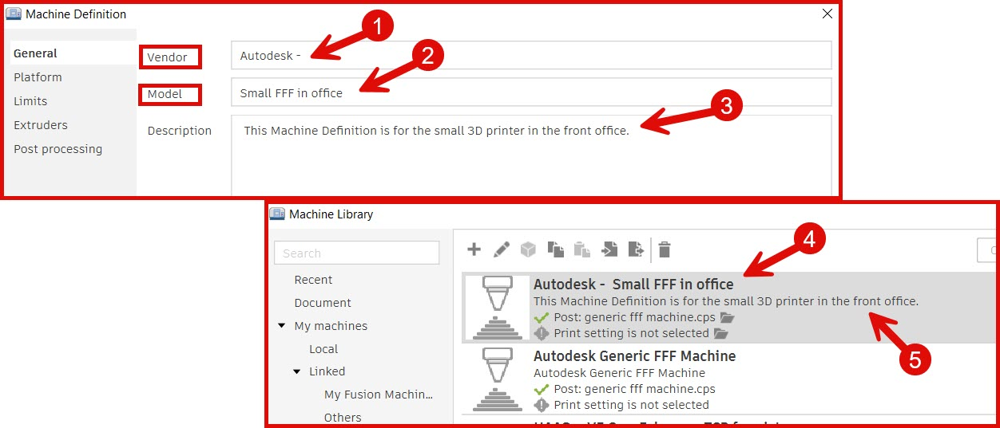 Machine Definition
1
General
Vendor
Autodesk -
2
Platform
Model
Small FFF in office
Limits
3
Extruders
Description
This Machine Definition is for the small 3D printer in the front office.
Post processing
Machine Library
4
Search
Recent
Document
My machines
Local
Linked
My Fusion Machin...
Others
Autodesk - Small FFF in office
This Machine Definition is for the small 3D printer in the front office.
Post: generic fff machine.cps
Print setting is not selected
5
Autodesk Generic FFF Machine
Autodesk Generic FFF Machine
Post: generic fff machine.cps
Print setting is not selected